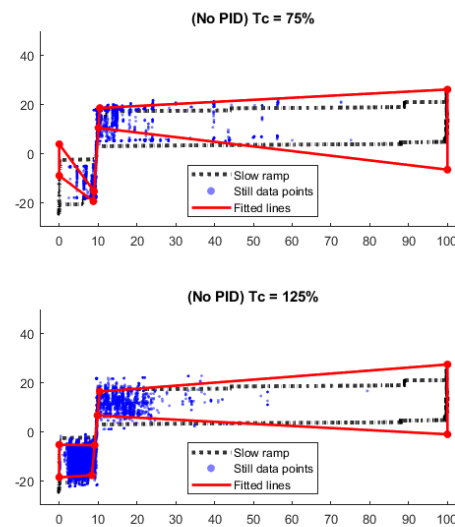 (No PID) Tc = 75%
40
20
0
-20
0 10 20 30 40 50 60 70 80 90 100
Slow ramp
Still data points
Fitted lines
(No PID) Tc = 125%
40
20
0
-20
0 10 20 30 40 50 60 70 80 90 100
Slow ramp
Still data points
Fitted lines